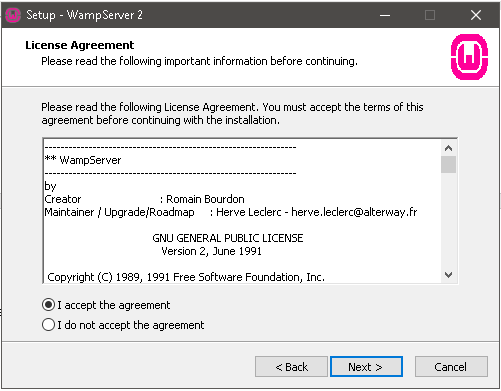 Setup - WampServer 2
License Agreement
Please read the following important information before continuing.
Please read the following License Agreement. You must accept the terms of this
agreement before continuing with the installation.
----------------------------------------------------------------
** WampServer
----------------------------------------------------------------
by
Creator : Romain Bourdon
Maintainer / Upgrade/Roadmap : Herve Leclerc - herve.leclerc@alterway.fr
GNU GENERAL PUBLIC LICENSE
Version 2, June 1991
Copyright (C) 1989, 1991 Free Software Foundation, Inc.
I accept the agreement
I do not accept the agreement
< Back Next > Cancel